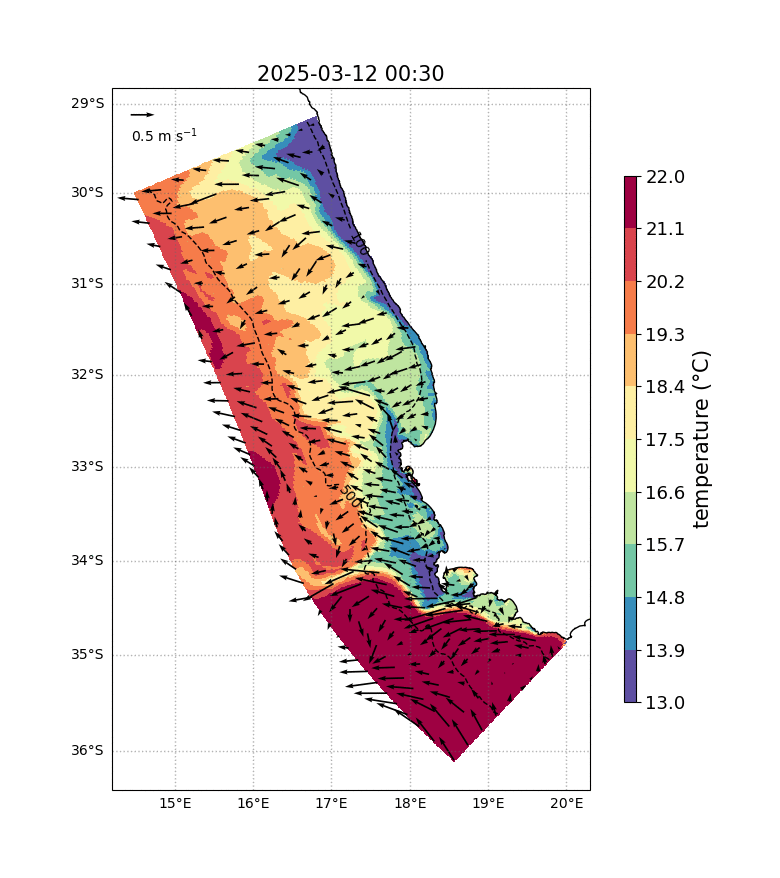 2025-03-12 00:30
29°S
0.5 m s⁻¹
30°S
31°S
32°S
33°S
34°S
35°S
36°S
100
500
15°E
16°E
17°E
18°E
19°E
20°E
22.0
21.1
20.2
19.3
18.4
17.5
16.6
15.7
14.8
13.9
13.0
temperature (°C)